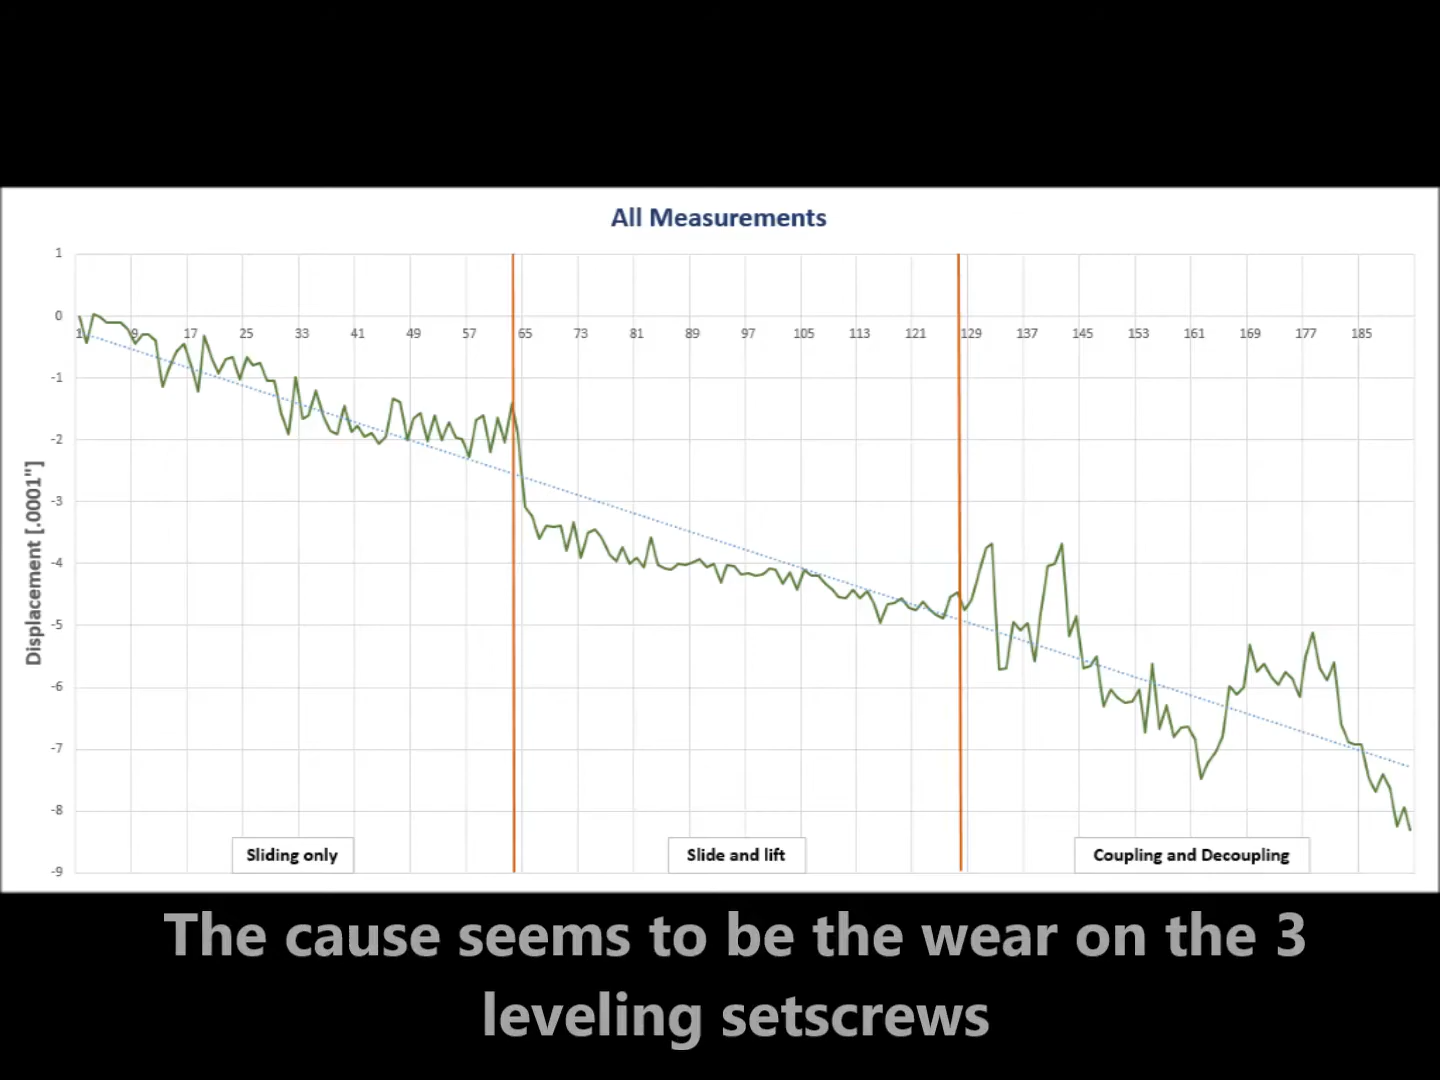 All Measurements
1
0
-1
-2
-3
-4
-5
-6
-7
-8
-9
Displacement [.0001"]
1 9 17 25 33 41 49 57 65 73 81 89 97 105 113 121 129 137 145 153 161 169 177 185
Sliding only
Slide and lift
Coupling and Decoupling
The cause seems to be the wear on the 3
leveling setscrews